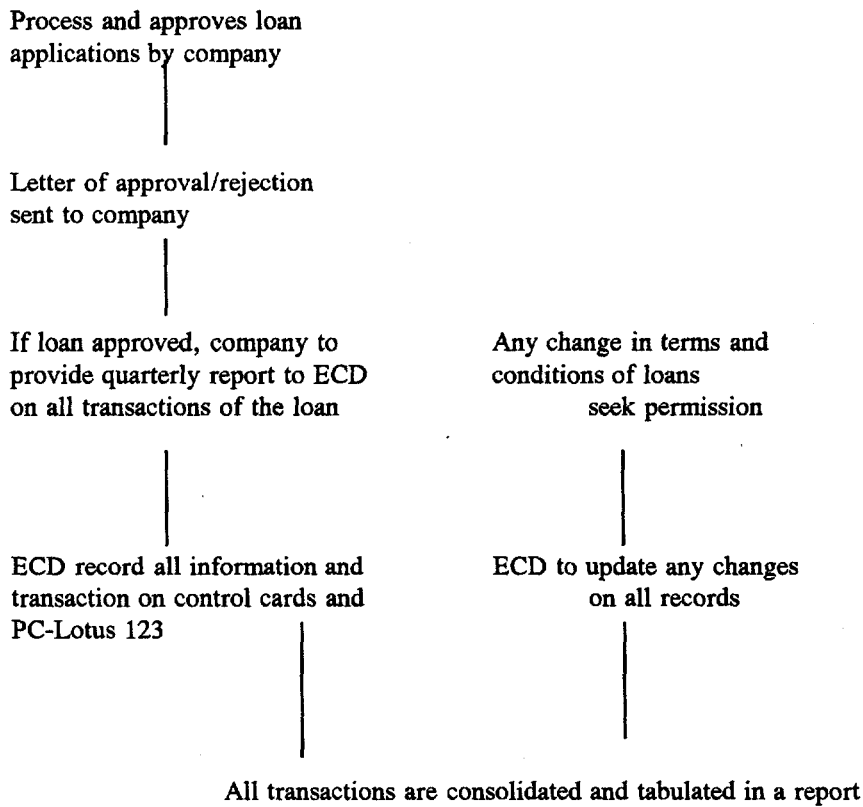 Process and approves loan
applications by company
Letter of approval/rejection
sent to company
If loan approved, company to
provide quarterly report to ECD
on all transactions of the loan
Any change in terms and
conditions of loans
seek permission
ECD record all information and
transaction on control cards and
PC-Lotus 123
ECD to update any changes
on all records
All transactions are consolidated and tabulated in a report